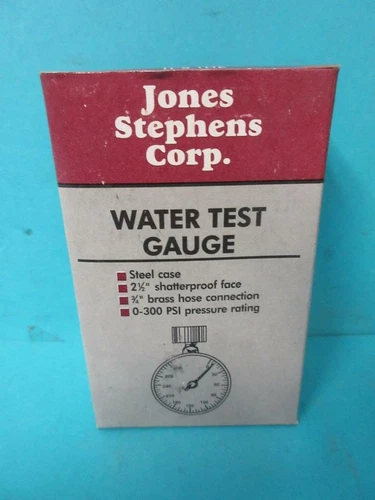 Jones
Stephens
Corp.
WATER TEST
GAUGE
Steel case
2½" shatterproof face
¾" brass hose connection
0-300 PSI pressure rating